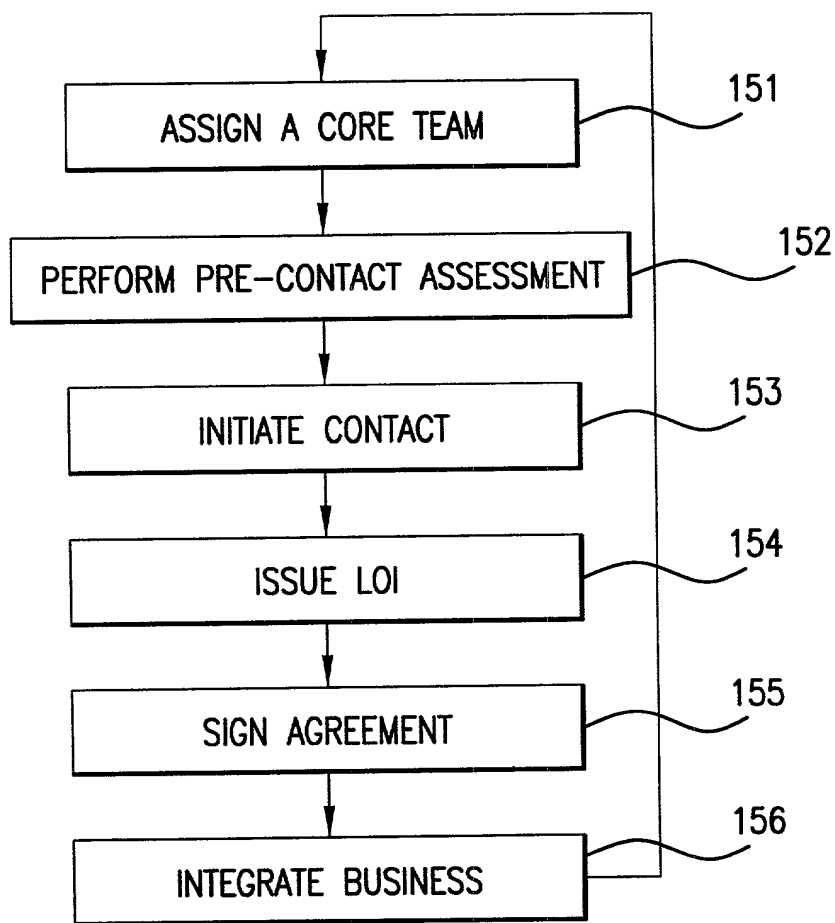 ASSIGN A CORE TEAM
151
PERFORM PRE-CONTACT ASSESSMENT
152
INITIATE CONTACT
153
ISSUE LOI
154
SIGN AGREEMENT
155
INTEGRATE BUSINESS
156